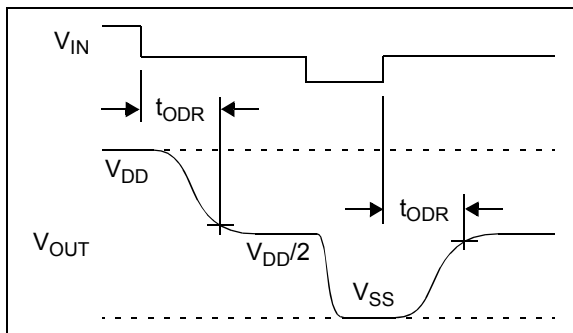 V_IN
t_ODR
V_DD
t_ODR
V_OUT
V_DD/2
V_SS